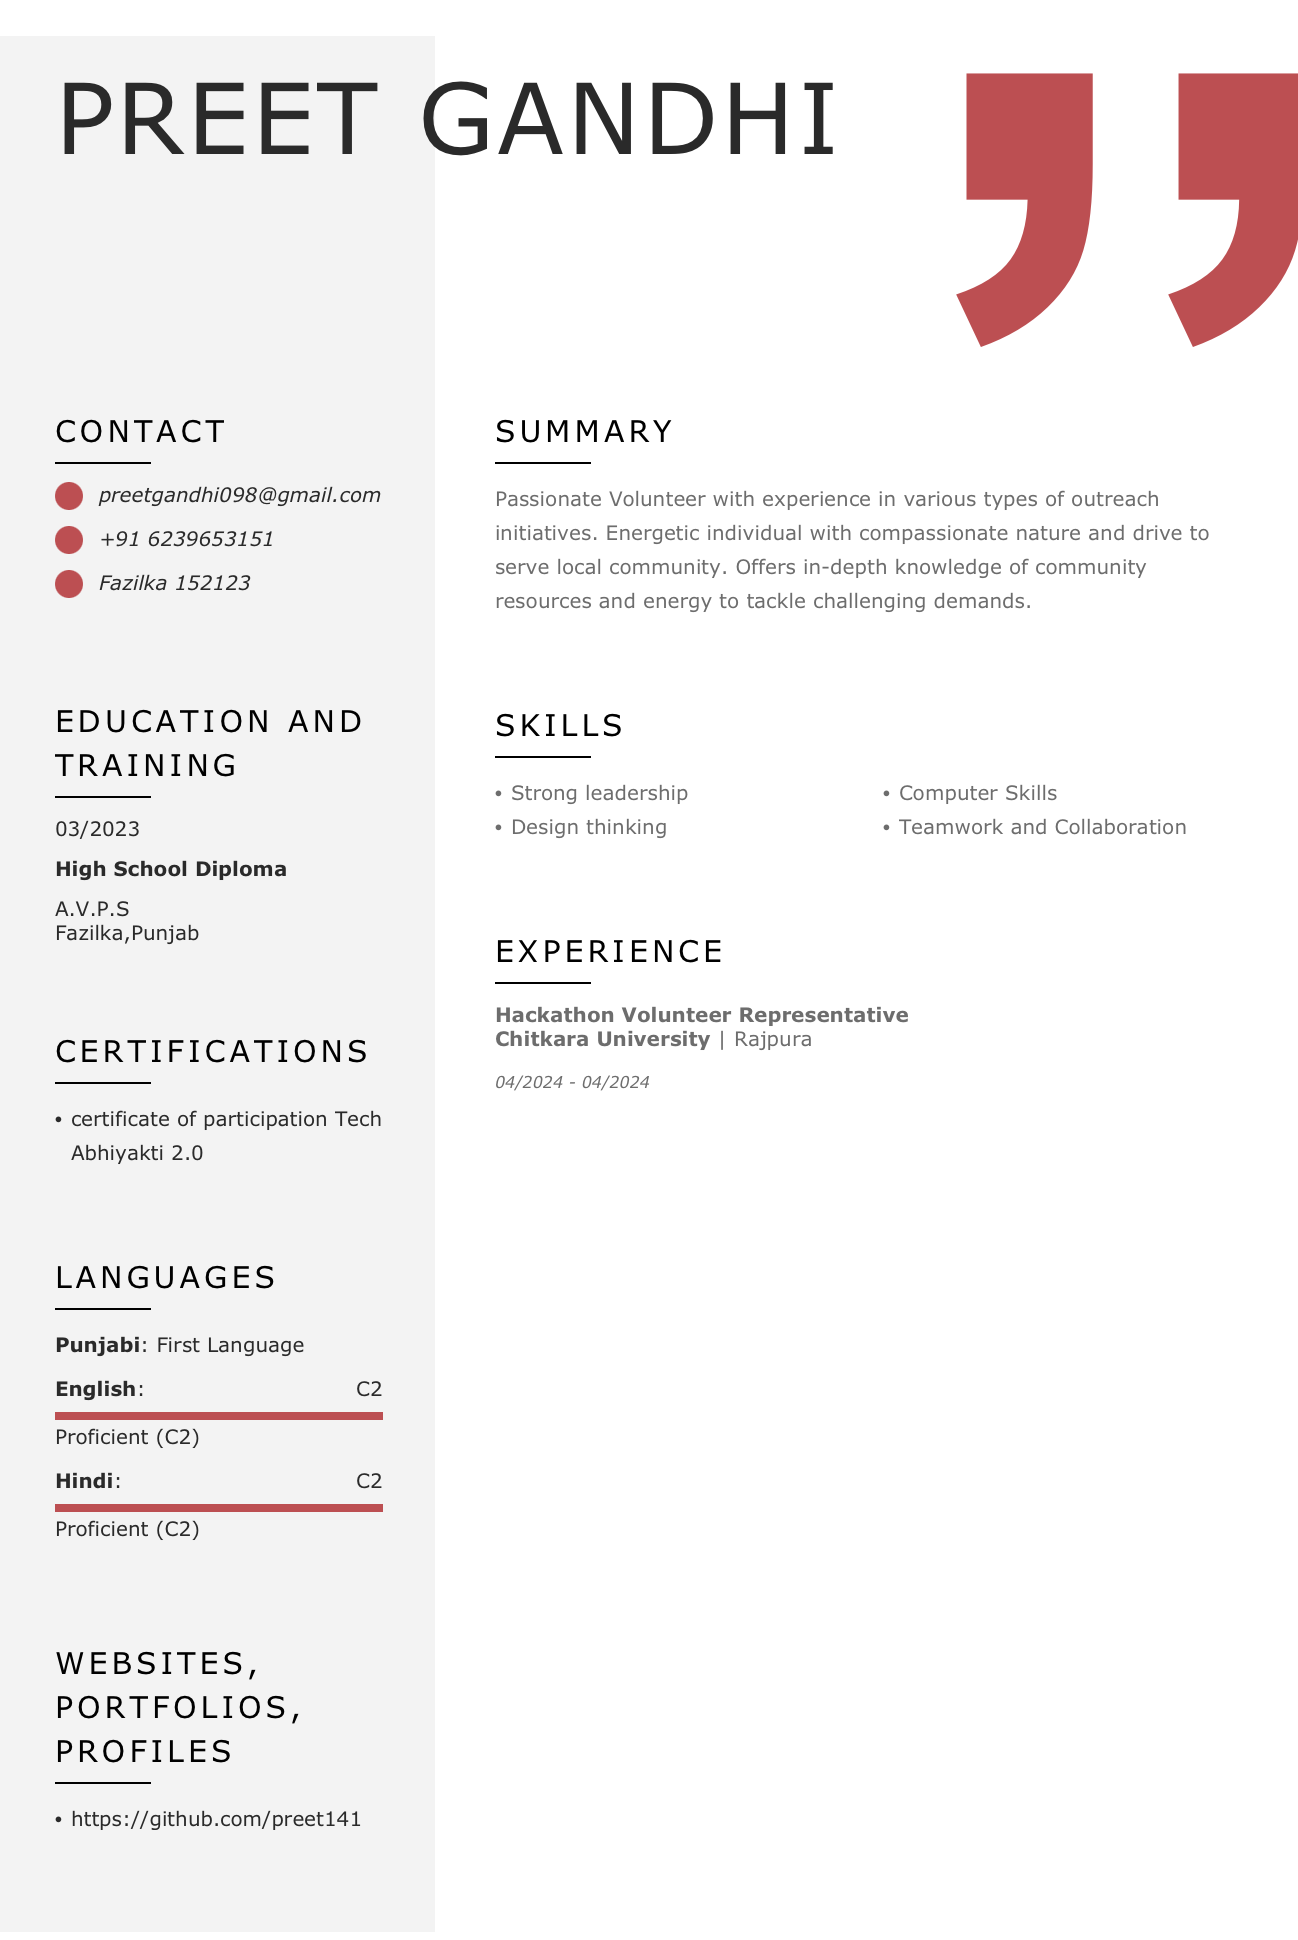 PREET GANDHI
CONTACT
preetgandhi098@gmail.com
+91 6239653151
Fazilka 152123
EDUCATION AND
TRAINING
03/2023
High School Diploma
A.V.P.S
Fazilka,Punjab
CERTIFICATIONS
• certificate of participation Tech
Abhiyakti 2.0
LANGUAGES
Punjabi: First Language
English: C2
Proficient (C2)
Hindi: C2
Proficient (C2)
WEBSITES,
PORTFOLIOS,
PROFILES
• https://github.com/preet141
SUMMARY
Passionate Volunteer with experience in various types of outreach
initiatives. Energetic individual with compassionate nature and drive to
serve local community. Offers in-depth knowledge of community
resources and energy to tackle challenging demands.
SKILLS
• Strong leadership
• Design thinking
• Computer Skills
• Teamwork and Collaboration
EXPERIENCE
Hackathon Volunteer Representative
Chitkara University | Rajpura
04/2024 - 04/2024